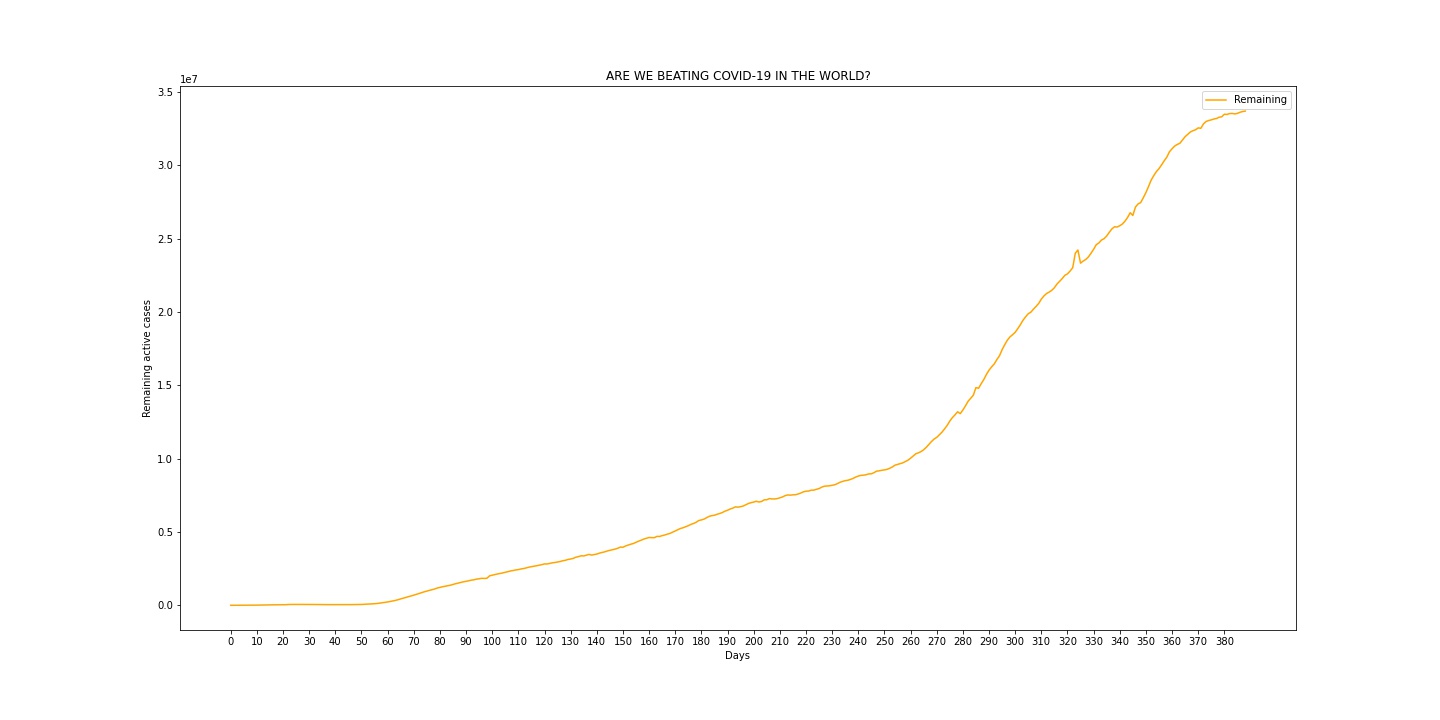 ARE WE BEATING COVID-19 IN THE WORLD?
1e7
Remaining
3.5
3.0
2.5
2.0
1.5
1.0
0.5
0.0
Remaining active cases
0 10 20 30 40 50 60 70 80 90 100 110 120 130 140 150 160 170 180 190 200 210 220 230 240 250 260 270 280 290 300 310 320 330 340 350 360 370 380
Days